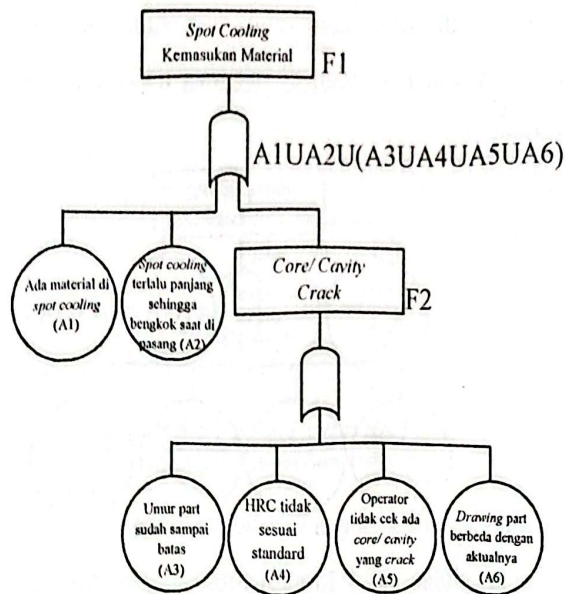 Spot Cooling
Kemasukan Material
F1
A1UA2U(A3UA4UA5UA6)
Ada material di
spot cooling
(A1)
Spot cooling
terlalu panjang
sehingga
bengkok saat di
pasang (A2)
Core/ Cavity
Crack
F2
Umur part
sudah sampai
batas
(A3)
HRC tidak
sesuai
standard
(A4)
Operator
tidak cek ada
core/ cavity
yang crack
(A5)
Drawing part
berbeda dengan
aktualnya
(A6)